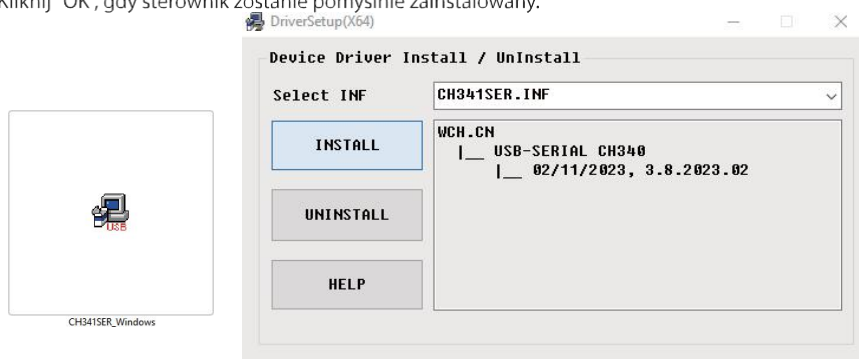 Kliknij "OK", gdy sterownik zostanie pomyślnie zainstalowany.
DriverSetup(X64)
Device Driver Install / UnInstall
Select INF
CH341SER.INF
INSTALL
WCH.CN
|__ USB-SERIAL CH340
|__ 02/11/2023, 3.8.2023.02
UNINSTALL
HELP
USB
CH341SER_Windows